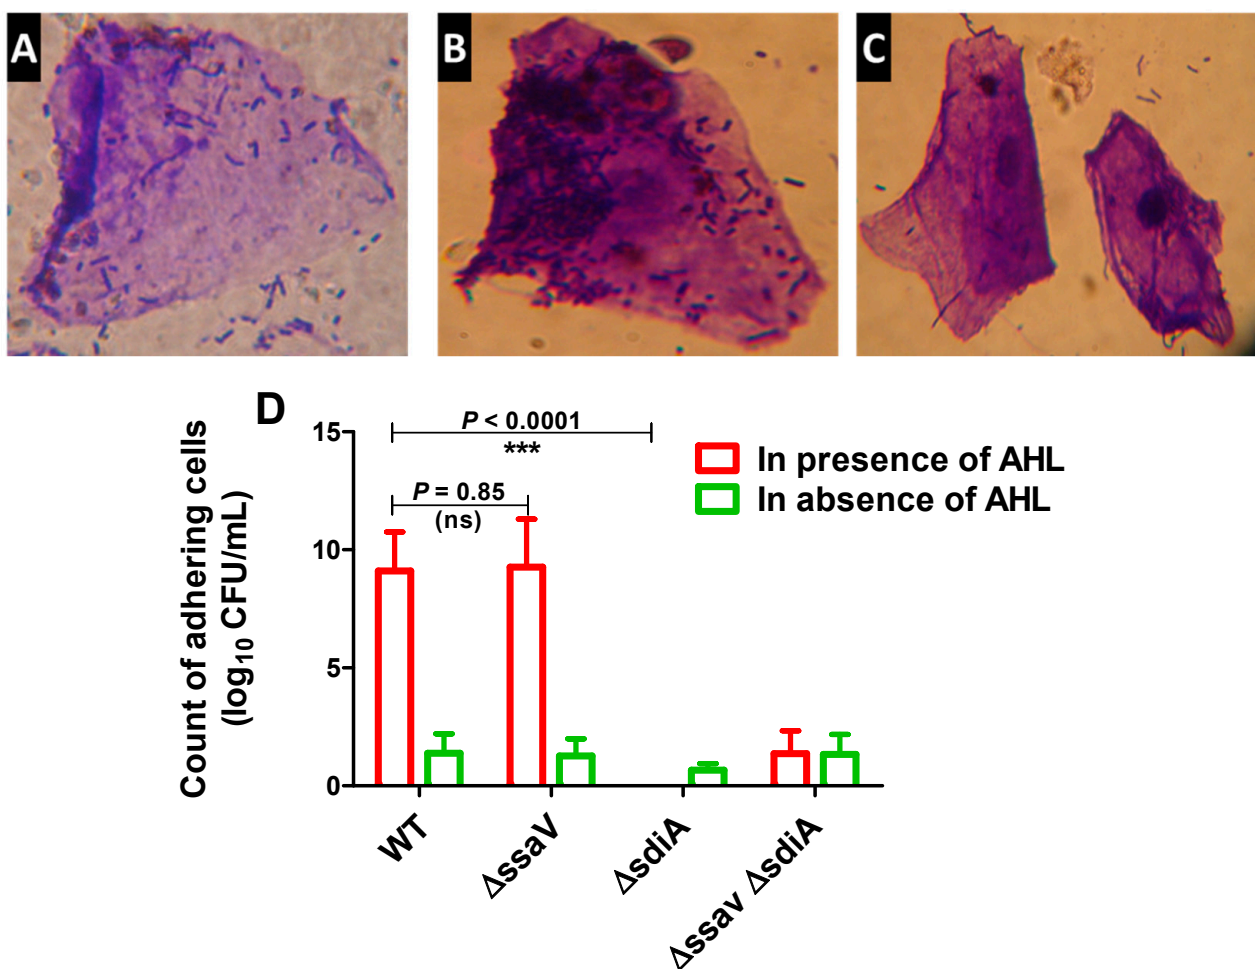 A
B
C
D
P < 0.0001
***
P = 0.85
(ns)
In presence of AHL
In absence of AHL
Count of adhering cells
(log10 CFU/mL)
15
10
5
0
WT
ΔssaV
ΔsdiA
Δssav ΔsdiA